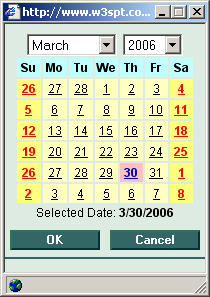 http://www.w3spt.co...
March 2006
Su Mo Tu We Th Fr Sa
26 27 28 1 2 3 4
5 6 7 8 9 10 11
12 13 14 15 16 17 18
19 20 21 22 23 24 25
26 27 28 29 30 31 1
2 3 4 5 6 7 8
Selected Date: 3/30/2006
OK Cancel